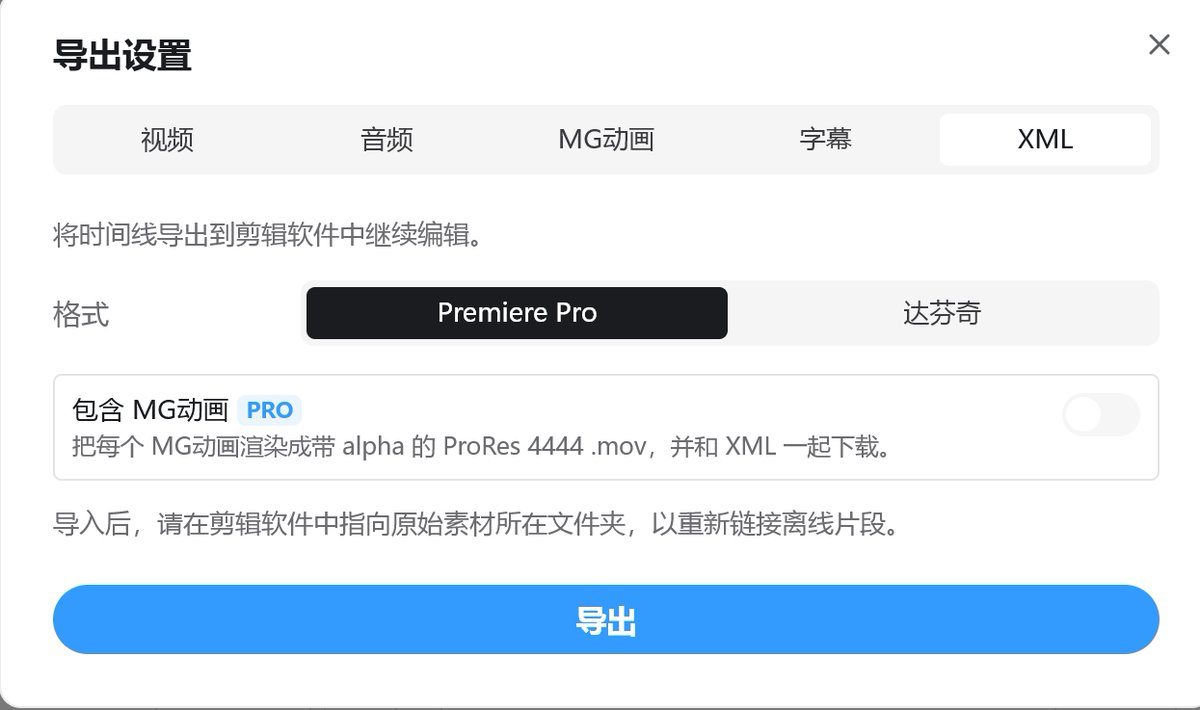 导出设置
视频 音频 MG动画 字幕 XML
将时间线导出到剪辑软件中继续编辑。
格式 Premiere Pro 达芬奇
包含 MG动画 PRO
把每个 MG动画渲染成带 alpha 的 ProRes 4444 .mov，并和 XML 一起下载。
导入后，请在剪辑软件中指向原始素材所在文件夹，以重新链接离线片段。
导出